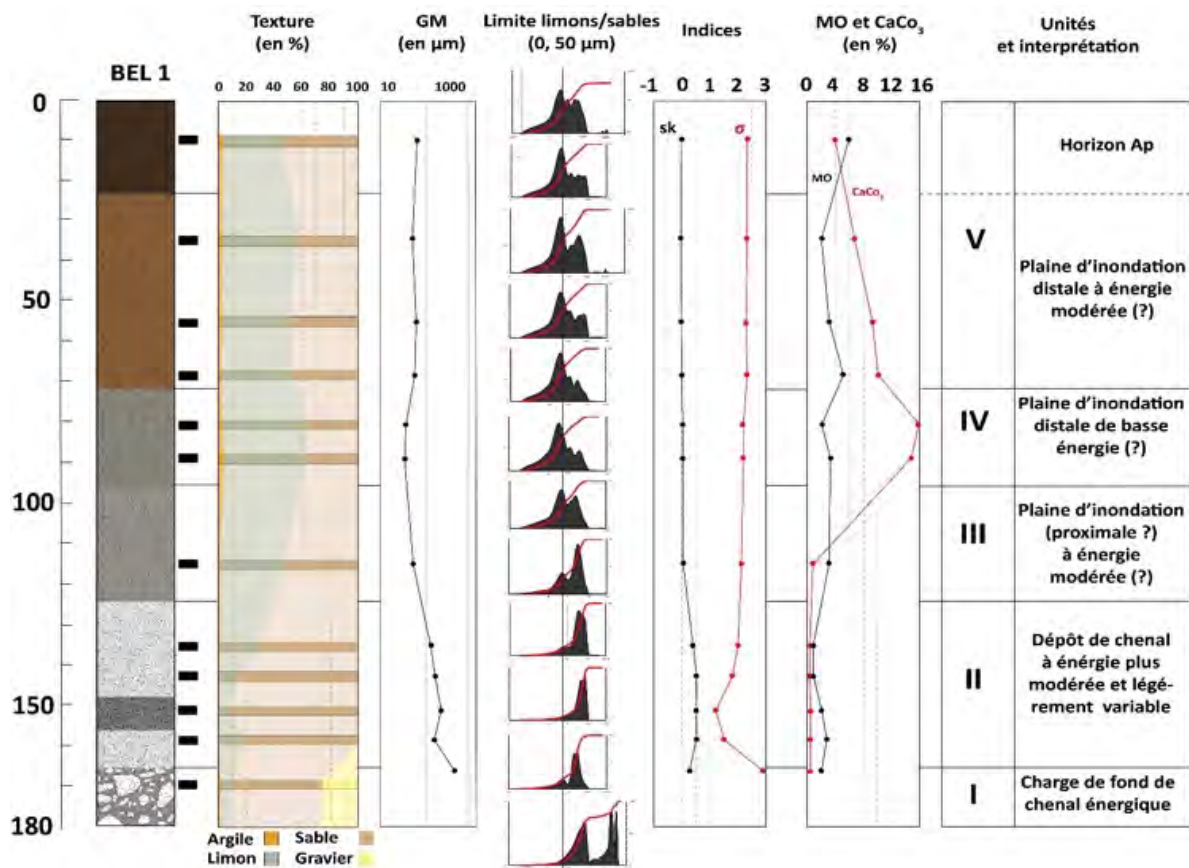 Texture
(en %)
GM
(en µm)
Limite limons/sables
(0, 50 µm)
Indices
MO et CaCo3
(en %)
Unités
et interprétation
BEL 1
0 20 40 60 80 100
10 1000
-1 0 1 2 3
0 4 8 12 16
0
50
100
150
180
sk
σ
MO
CaCo3
Horizon Ap
V
Plaine d'inondation
distale à énergie
modérée (?)
IV
Plaine d'inondation
distale de basse
énergie (?)
III
Plaine d'inondation
(proximale ?)
à énergie
modérée (?)
II
Dépôt de chenal
à énérgie plus
modérée et légé-
rement variable
I
Charge de fond de
chenal énergique
Argile Sable
Limon Gravier